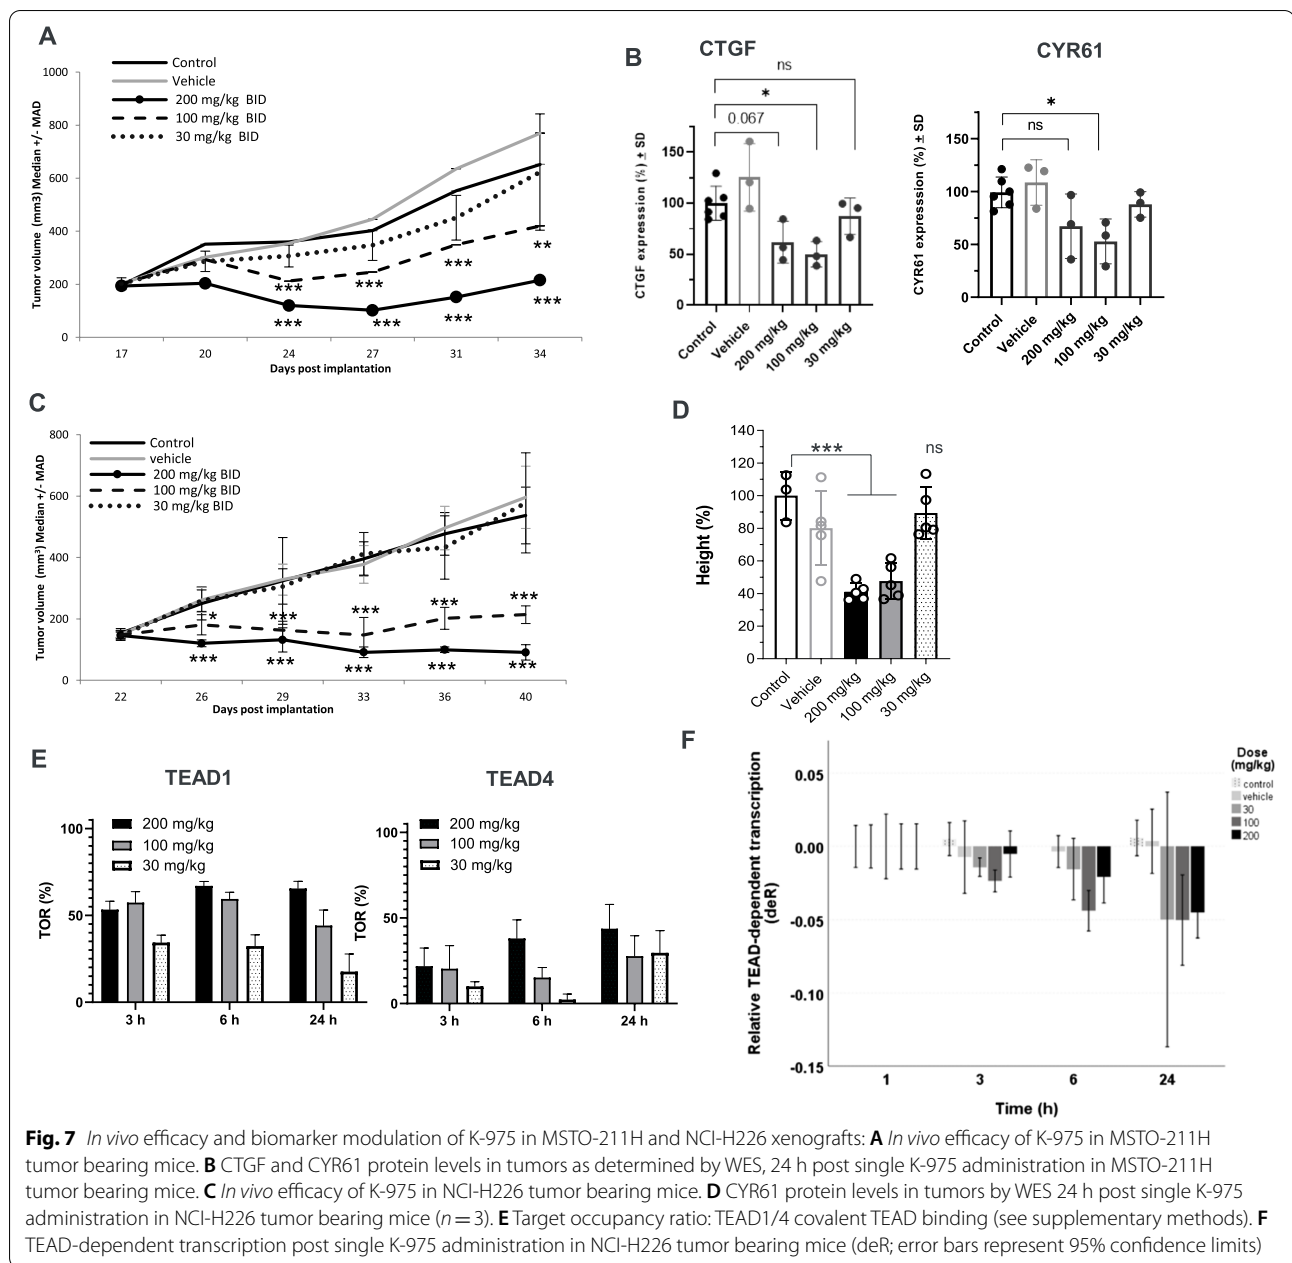 A
Control
Vehicle
200 mg/kg BID
100 mg/kg BID
30 mg/kg BID
Tumor volume (mm3) Median +/- MAD
1000
800
600
400
200
0
*** *** *** **
*** *** *** ***
17 20 24 27 31 34
Days post implantation
B
CTGF
ns
*
0.067
CTGF expresssion (%) ± SD
150
100
50
0
Control Vehicle 200 mg/kg 100 mg/kg 30 mg/kg
CYR61
*
ns
CYR61 expresssion (%) ± SD
150
100
50
0
Control Vehicle 200 mg/kg 100 mg/kg 30 mg/kg
C
Control
vehicle
200 mg/kg BID
100 mg/kg BID
30 mg/kg BID
Tumor volume (mm³) Median +/- MAD
800
600
400
200
0
* *** *** *** ***
*** *** *** *** ***
22 26 29 33 36 40
Days post implantation
D
*** ns
Height (%)
140
120
100
80
60
40
20
0
Control Vehicle 200 mg/kg 100 mg/kg 30 mg/kg
E
TEAD1
200 mg/kg
100 mg/kg
30 mg/kg
TOR (%)
100
50
0
3 h 6 h 24 h
TEAD4
200 mg/kg
100 mg/kg
30 mg/kg
TOR (%)
100
50
0
3 h 6 h 24 h
F
Relative TEAD-dependent transcription
(deR)
0.05
0.00
-0.05
-0.10
-0.15
1 3 6 24
Time (h)
Dose
(mg/kg)
control
vehicle
30
100
200
Fig. 7 In vivo efficacy and biomarker modulation of K-975 in MSTO-211H and NCI-H226 xenografts: A In vivo efficacy of K-975 in MSTO-211H
tumor bearing mice. B CTGF and CYR61 protein levels in tumors as determined by WES, 24 h post single K-975 administration in MSTO-211H
tumor bearing mice. C In vivo efficacy of K-975 in NCI-H226 tumor bearing mice. D CYR61 protein levels in tumors by WES 24 h post single K-975
administration in NCI-H226 tumor bearing mice (n = 3). E Target occupancy ratio: TEAD1/4 covalent TEAD binding (see supplementary methods). F
TEAD-dependent transcription post single K-975 administration in NCI-H226 tumor bearing mice (deR; error bars represent 95% confidence limits)